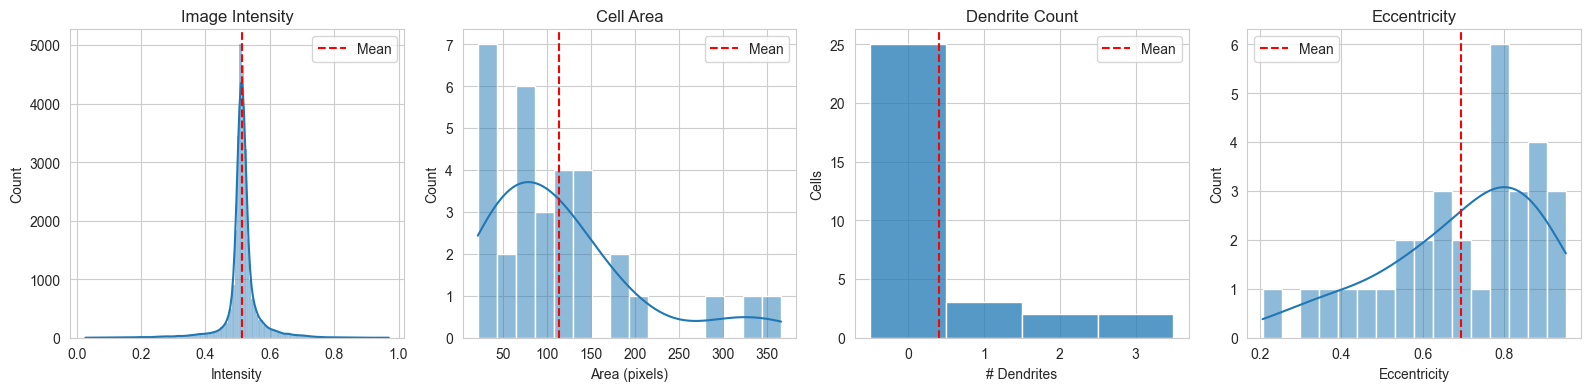 Image Intensity
Mean
5000
4000
3000
2000
1000
0
Count
0.0 0.2 0.4 0.6 0.8 1.0
Intensity
Cell Area
Mean
7
6
5
4
3
2
1
0
Count
50 100 150 200 250 300 350
Area (pixels)
Dendrite Count
Mean
25
20
15
10
5
0
Cells
0 1 2 3
# Dendrites
Eccentricity
Mean
6
5
4
3
2
1
0
Count
0.2 0.4 0.6 0.8
Eccentricity